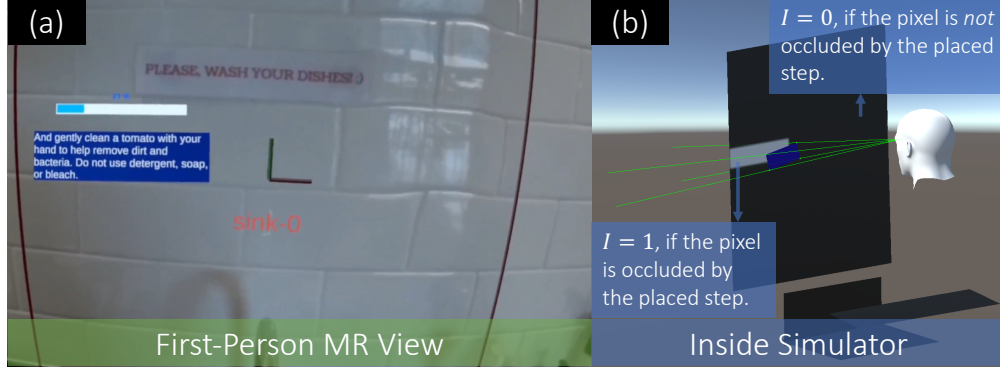 (a)
PLEASE, WASH YOUR DISHES! :)
And gently clean a tomato with your
hand to help remove dirt and
bacteria. Do not use detergent, soap,
or bleach.
sink-()
First-Person MR View
(b)
I = 0, if the pixel is not
occluded by the placed
step.
I = 1, if the pixel
is occluded by
the placed step.
Inside Simulator